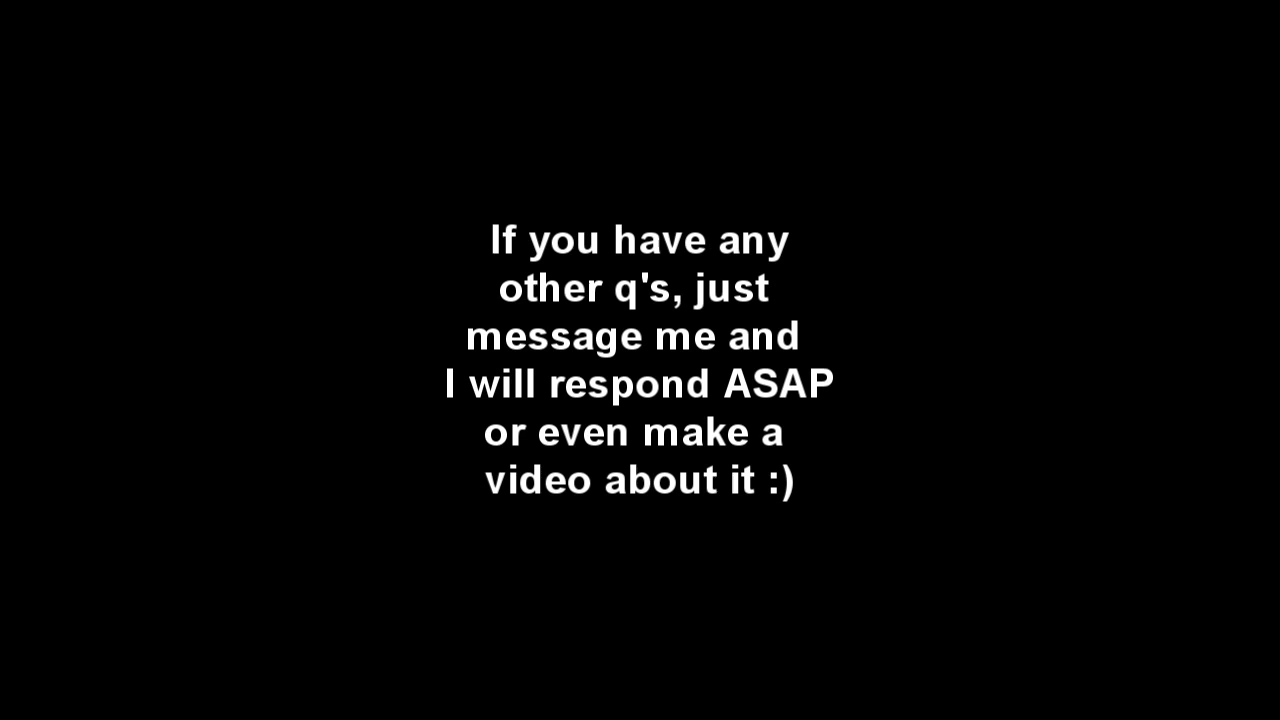 If you have any
other q's, just
message me and
I will respond ASAP
or even make a
video about it :)